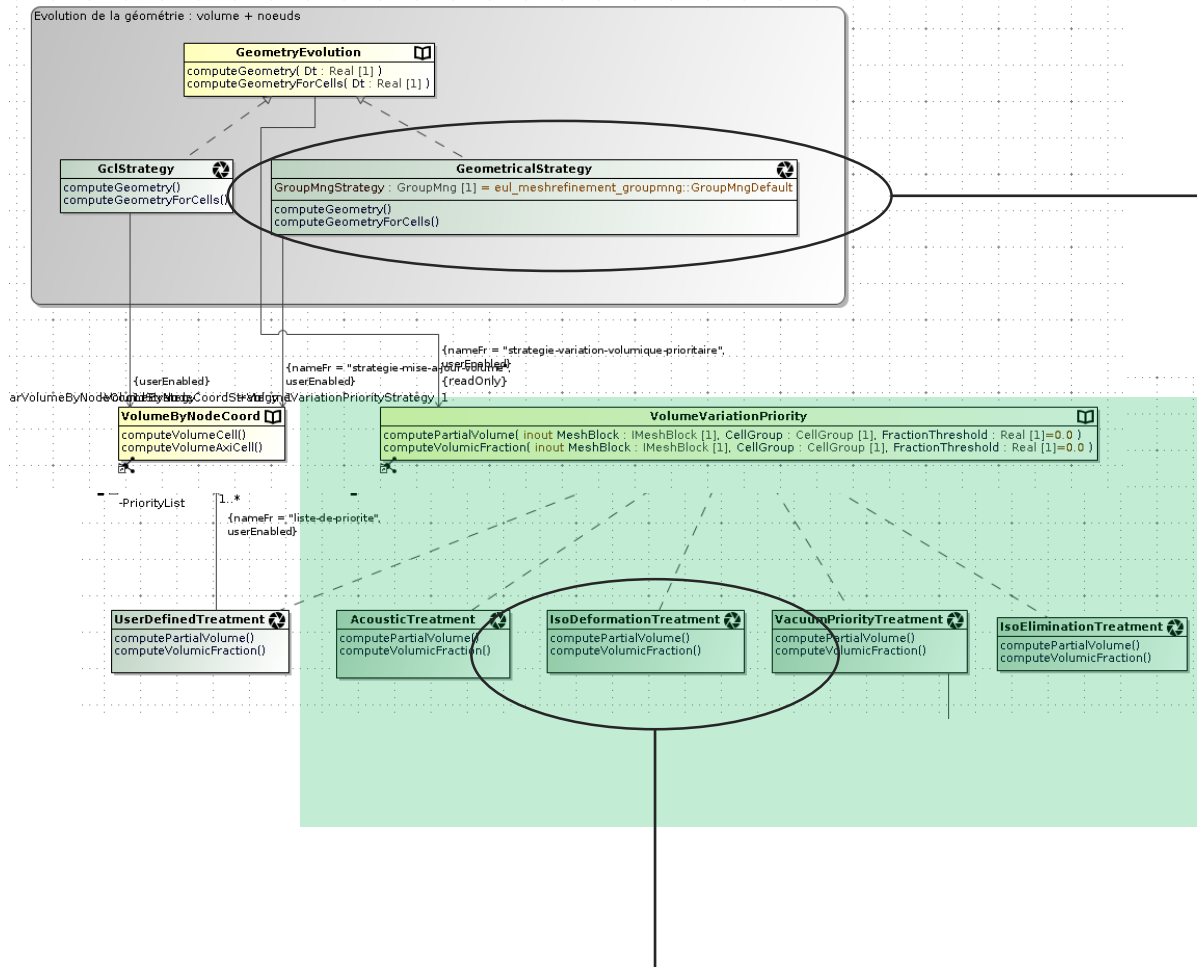 Evolution de la géométrie : volume + noeuds
GeometryEvolution
computeGeometry( Dt : Real [1] )
computeGeometryForCells( Dt : Real [1] )
GclStrategy
computeGeometry()
computeGeometryForCells()
GeometricalStrategy
GroupMngStrategy : GroupMng [1] = eul_meshrefinement_groupmng::GroupMngDefault
computeGeometry()
computeGeometryForCells()
{nameFr = "strategie-variation-volumique-prioritaire",
userEnabled}
{readOnly}
{nameFr = "strategie-mise-a-jour-volume",
userEnabled}
{userEnabled}
VolumeByNodeCoord
computeVolumeCell()
computeVolumeAxiCell()
VolumeVariationPriority
computePartialVolume( inout MeshBlock : IMeshBlock [1], CellGroup : CellGroup [1], FractionThreshold : Real [1]=0.0 )
computeVolumicFraction( inout MeshBlock : IMeshBlock [1], CellGroup : CellGroup [1], FractionThreshold : Real [1]=0.0 )
-PriorityList
1..*
{nameFr = "liste-de-priorite",
userEnabled}
UserDefinedTreatment
computePartialVolume()
computeVolumicFraction()
AcousticTreatment
computePartialVolume()
computeVolumicFraction()
IsoDeformationTreatment
computePartialVolume()
computeVolumicFraction()
VacuumPriorityTreatment
computePartialVolume()
computeVolumicFraction()
IsoEliminationTreatment
computePartialVolume()
computeVolumicFraction()